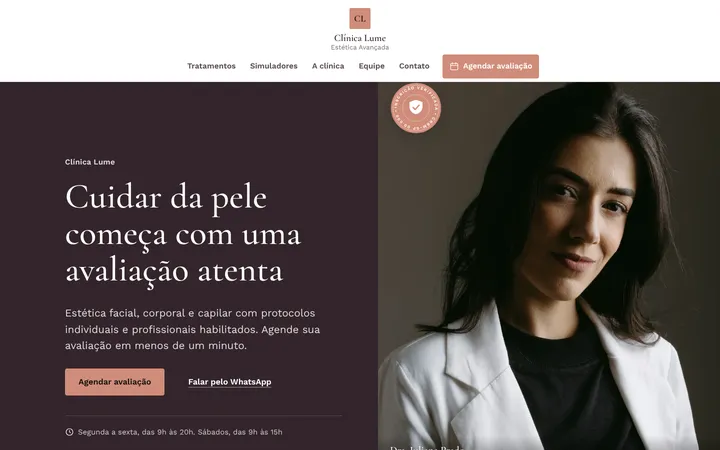 CL
Clínica Lume
Estética Avançada
Tratamentos
Simuladores
A clínica
Equipe
Contato
Agendar avaliação
Clínica Lume
Cuidar da pele
começa com uma
avaliação atenta
Estética facial, corporal e capilar com protocolos
individuais e profissionais habilitados. Agende sua
avaliação em menos de um minuto.
Agendar avaliação
Falar pelo WhatsApp
Segunda a sexta, das 9h às 20h. Sábados, das 9h às 15h